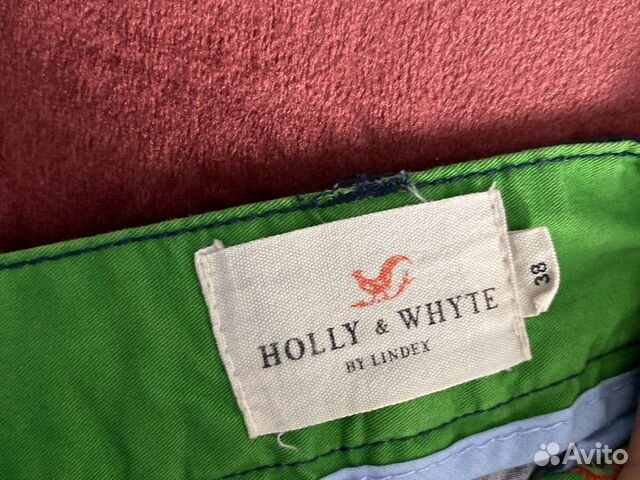 HOLLY & WHYTE
BY LINDEX
38
Avito